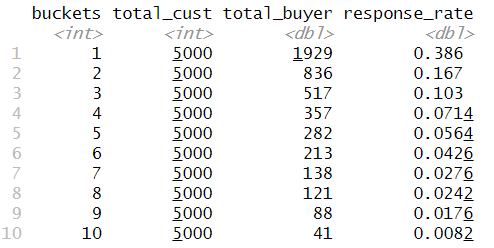 buckets total_cust total_buyer response_rate
<int> <int> <dbl> <dbl>
1 1 5000 1929 0.386
2 2 5000 836 0.167
3 3 5000 517 0.103
4 4 5000 357 0.0714
5 5 5000 282 0.0564
6 6 5000 213 0.0426
7 7 5000 138 0.0276
8 8 5000 121 0.0242
9 9 5000 88 0.0176
10 10 5000 41 0.0082